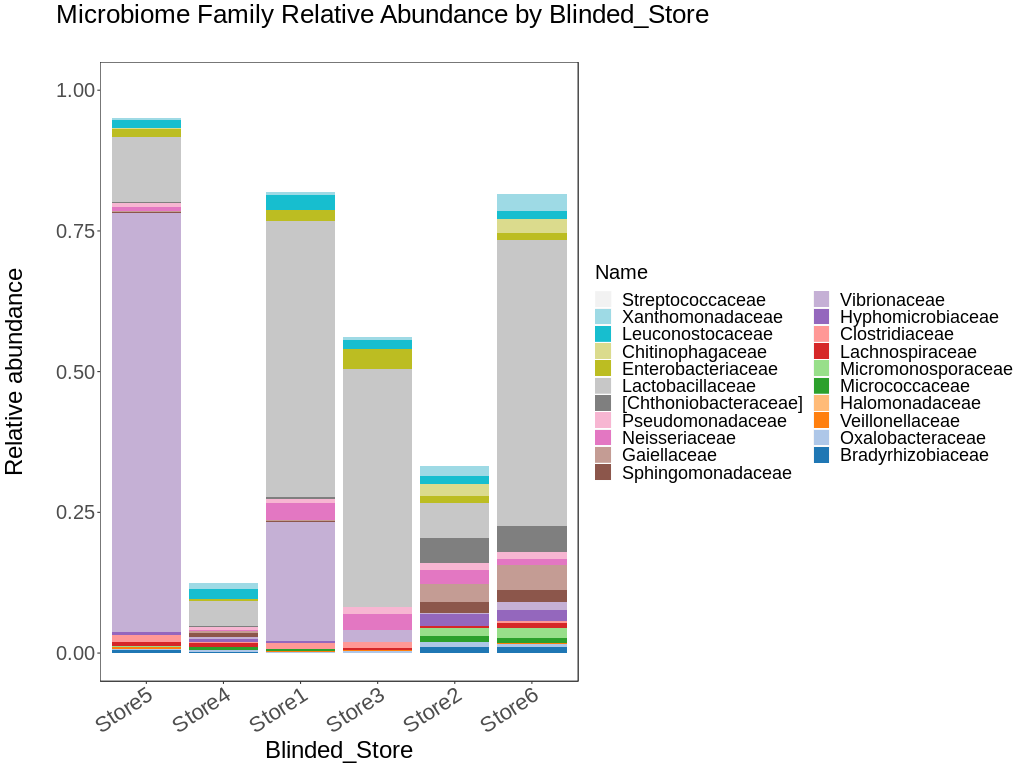 Microbiome Family Relative Abundance by Blinded_Store
1.00
0.75
0.50
0.25
0.00
Relative abundance
Store5
Store4
Store1
Store3
Store2
Store6
Blinded_Store
Name
Streptococcaceae
Xanthomonadaceae
Leuconostocaceae
Chitinophagaceae
Enterobacteriaceae
Lactobacillaceae
[Chthoniobacteraceae]
Pseudomonadaceae
Neisseriaceae
Gaiellaceae
Sphingomonadaceae
Vibrionaceae
Hyphomicrobiaceae
Clostridiaceae
Lachnospiraceae
Micromonosporaceae
Micrococcaceae
Halomonadaceae
Veillonellaceae
Oxalobacteraceae
Bradyrhizobiaceae